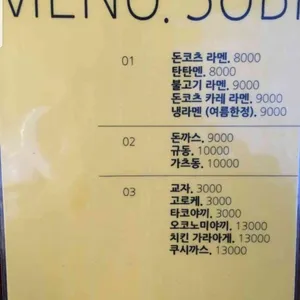 MENU. SOBI
01
돈코츠 라멘. 8000
탄탄멘. 8000
불고기 라멘. 9000
돈코츠 카레 라멘. 9000
냉라멘 (여름한정). 9000
02
돈까스. 9000
규동. 10000
가츠동. 10000
03
교자. 3000
고로케. 3000
타코야끼. 3000
오코노미야끼. 13000
치킨 가라아게. 13000
쿠시까스. 13000